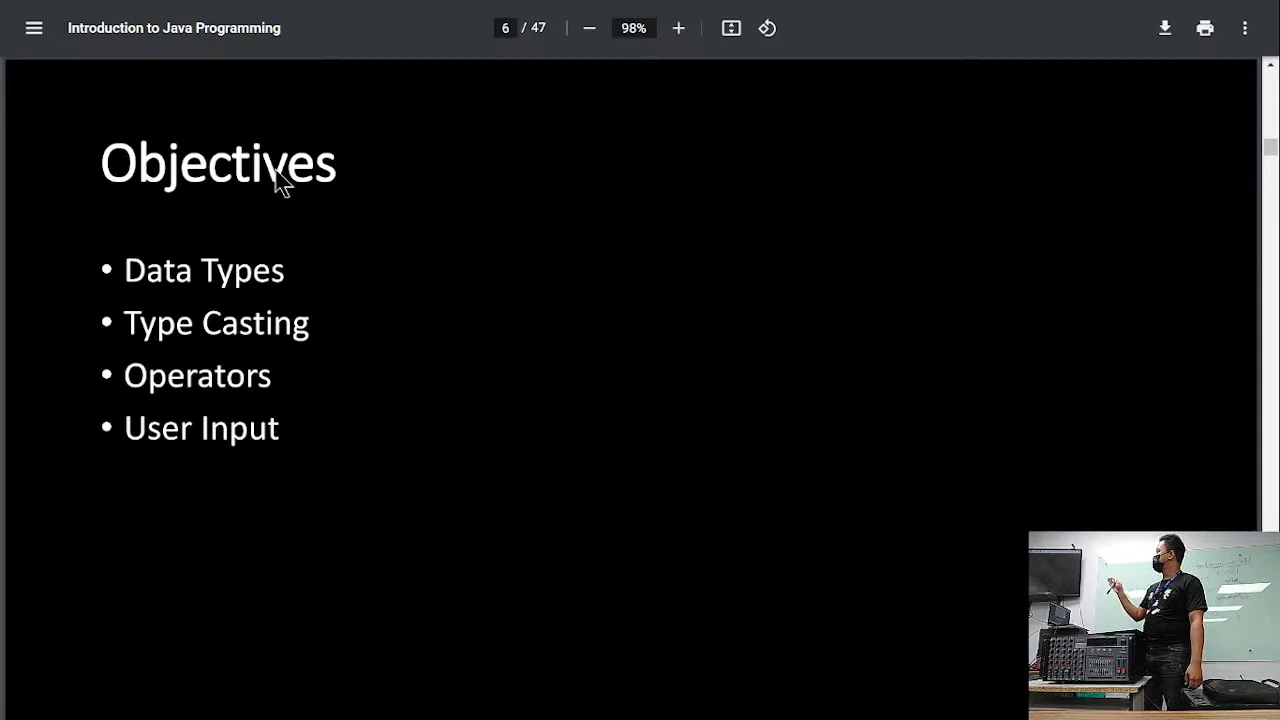 Introduction to Java Programming
6 / 47
98%
Objectives
• Data Types
• Type Casting
• Operators
• User Input